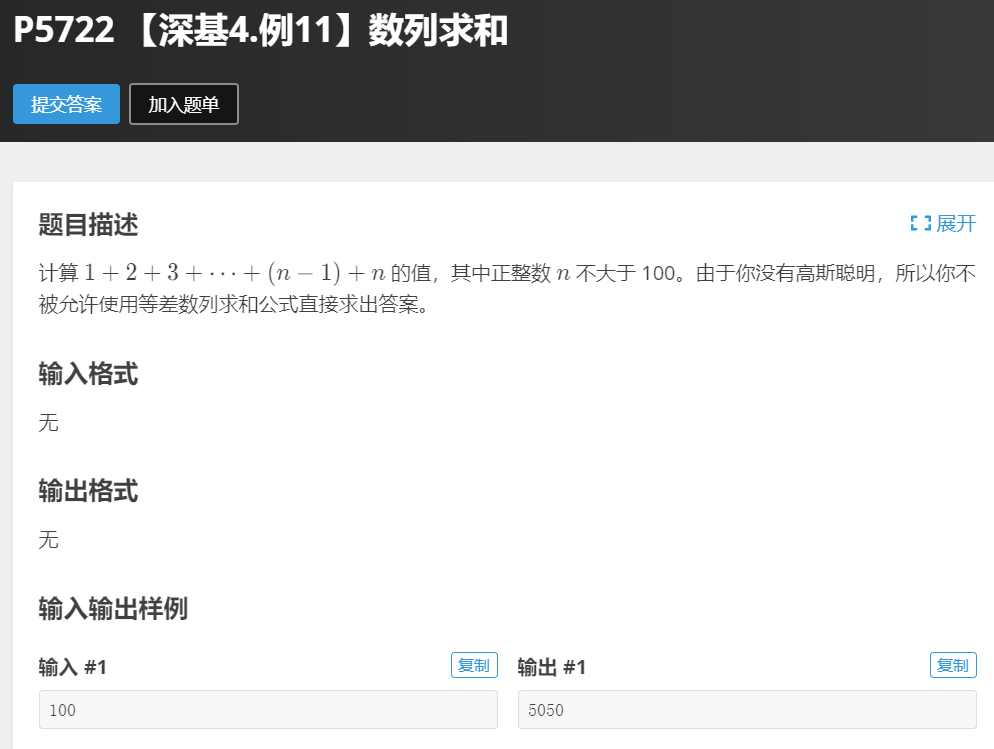 P5722 【深基4.例11】数列求和
提交答案 加入题单
题目描述 展开
计算 1 + 2 + 3 + ⋯ + (n − 1) + n 的值，其中正整数 n 不大于 100。由于你没有高斯聪明，所以你不
被允许使用等差数列求和公式直接求出答案。
输入格式
无
输出格式
无
输入输出样例
输入 #1 复制 输出 #1 复制
100 5050